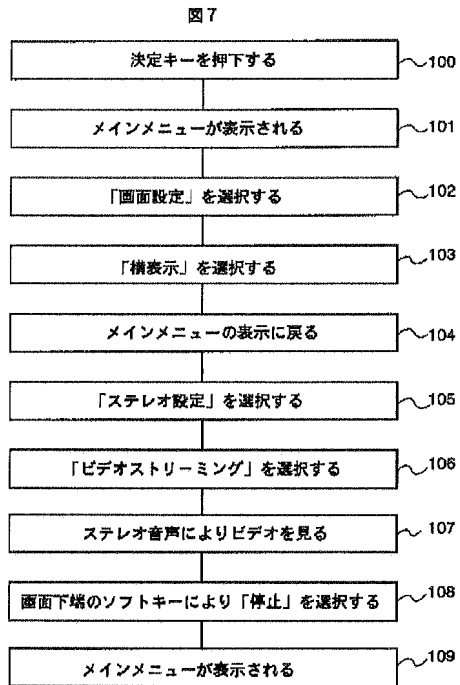 図7
決定キーを押下する 100
メインメニューが表示される 101
「画面設定」を選択する 102
「横表示」を選択する 103
メインメニューの表示に戻る 104
「ステレオ設定」を選択する 105
「ビデオストリーミング」を選択する 106
ステレオ音声によりビデオを見る 107
画面下端のソフトキーにより「停止」を選択する 108
メインメニューが表示される 109